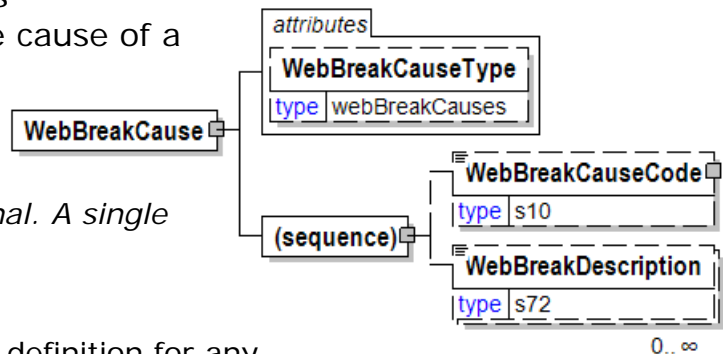 attributes
e cause of a
WebBreakCauseType
type webBreakCauses
WebBreakCause
WebBreakCauseCode
type s10
nal. A single
(sequence)
WebBreakDescription
type s72
0..∞
definition for any